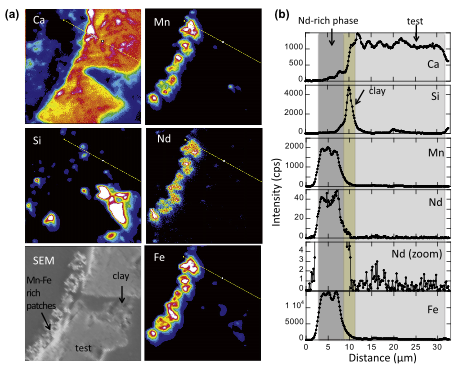 (a)
Ca
Mn
Si
Nd
SEM
Mn-Fe
rich
patches
clay
test
Fe
(b)
Nd-rich phase
test
1000
500
0
Ca
4000
2000
0
clay
Si
2000
1000
0
Mn
40
20
0
Nd
4
3
2
1
0
Nd (zoom)
1 10⁴
5000
0
Fe
Intensity (cps)
0 5 10 15 20 25 30
Distance (µm)